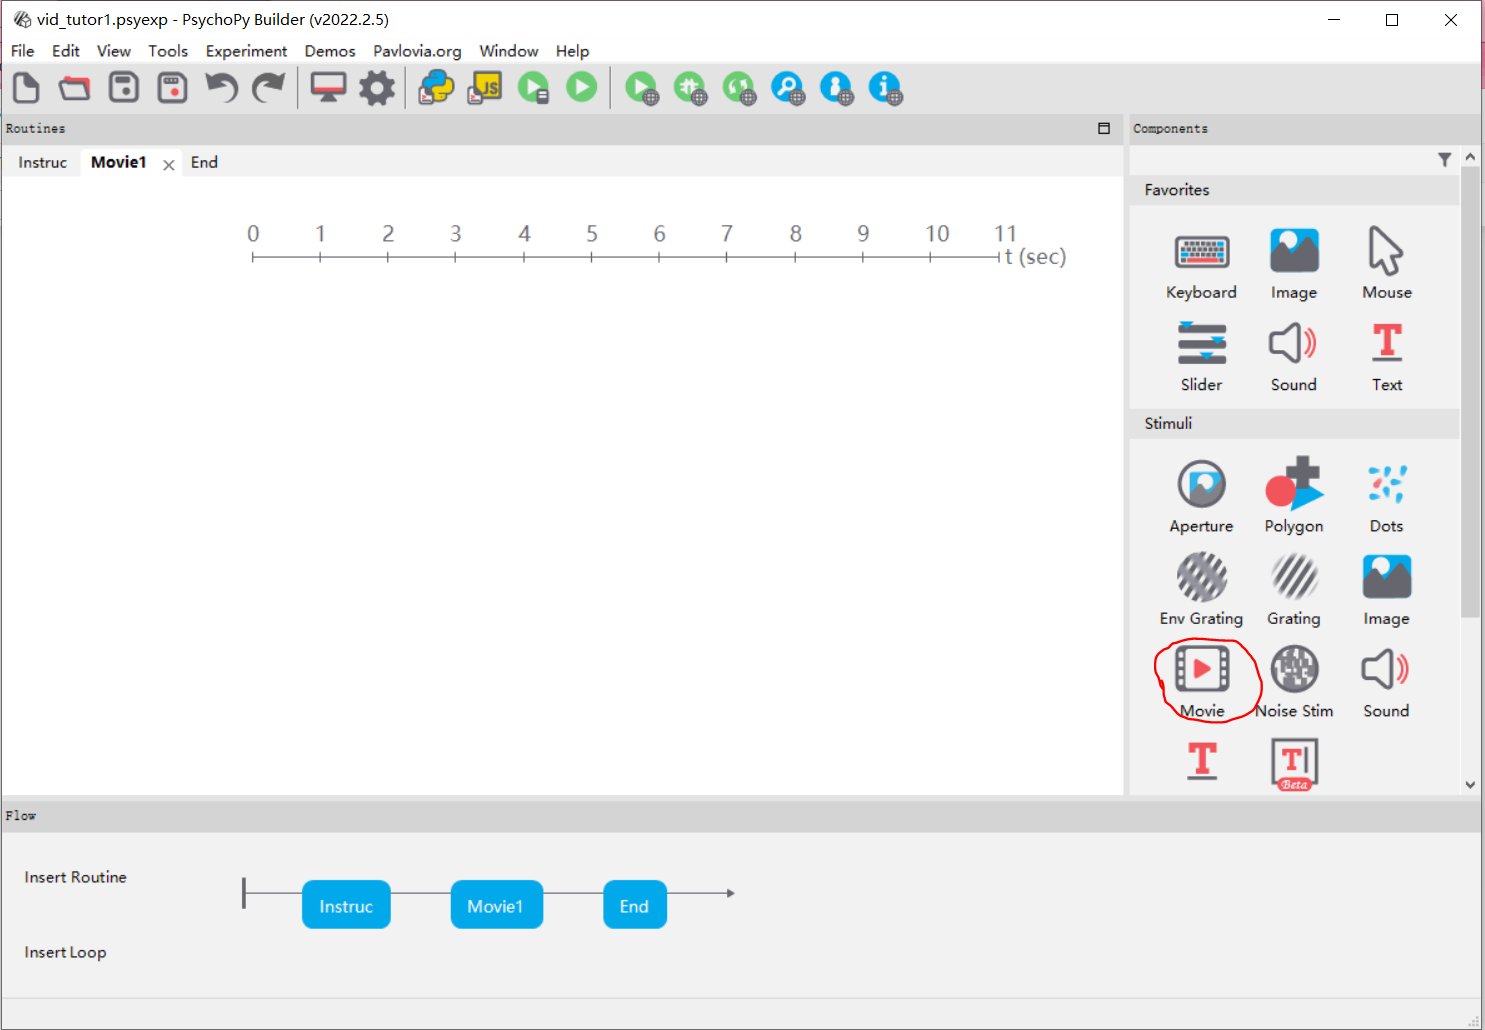 vid_tutor1.psyexp - PsychoPy Builder (v2022.2.5)
File Edit View Tools Experiment Demos Pavlovia.org Window Help
JS
Routines
Components
Instruc Movie1 End
Favorites
0 1 2 3 4 5 6 7 8 9 10 11
t (sec)
Keyboard Image Mouse
T
Slider Sound Text
Stimuli
Aperture Polygon Dots
Env Grating Grating Image
Movie Noise Stim Sound
T T
Beta
Flow
Insert Routine
Instruc Movie1 End
Insert Loop